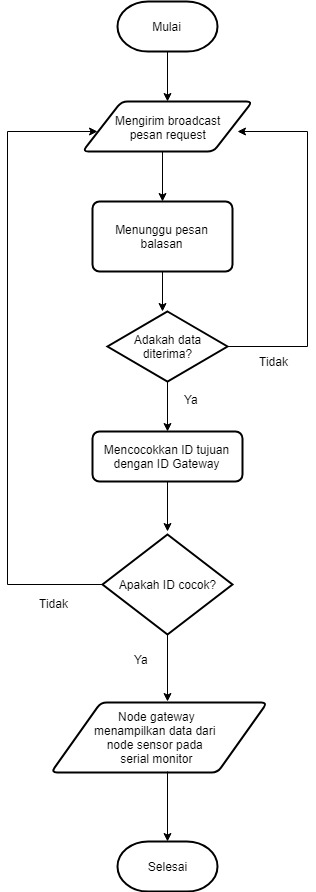 Mulai
Mengirim broadcast
pesan request
Menunggu pesan
balasan
Adakah data
diterima?
Tidak
Ya
Mencocokkan ID tujuan
dengan ID Gateway
Apakah ID cocok?
Tidak
Ya
Node gateway
menampilkan data dari
node sensor pada
serial monitor
Selesai